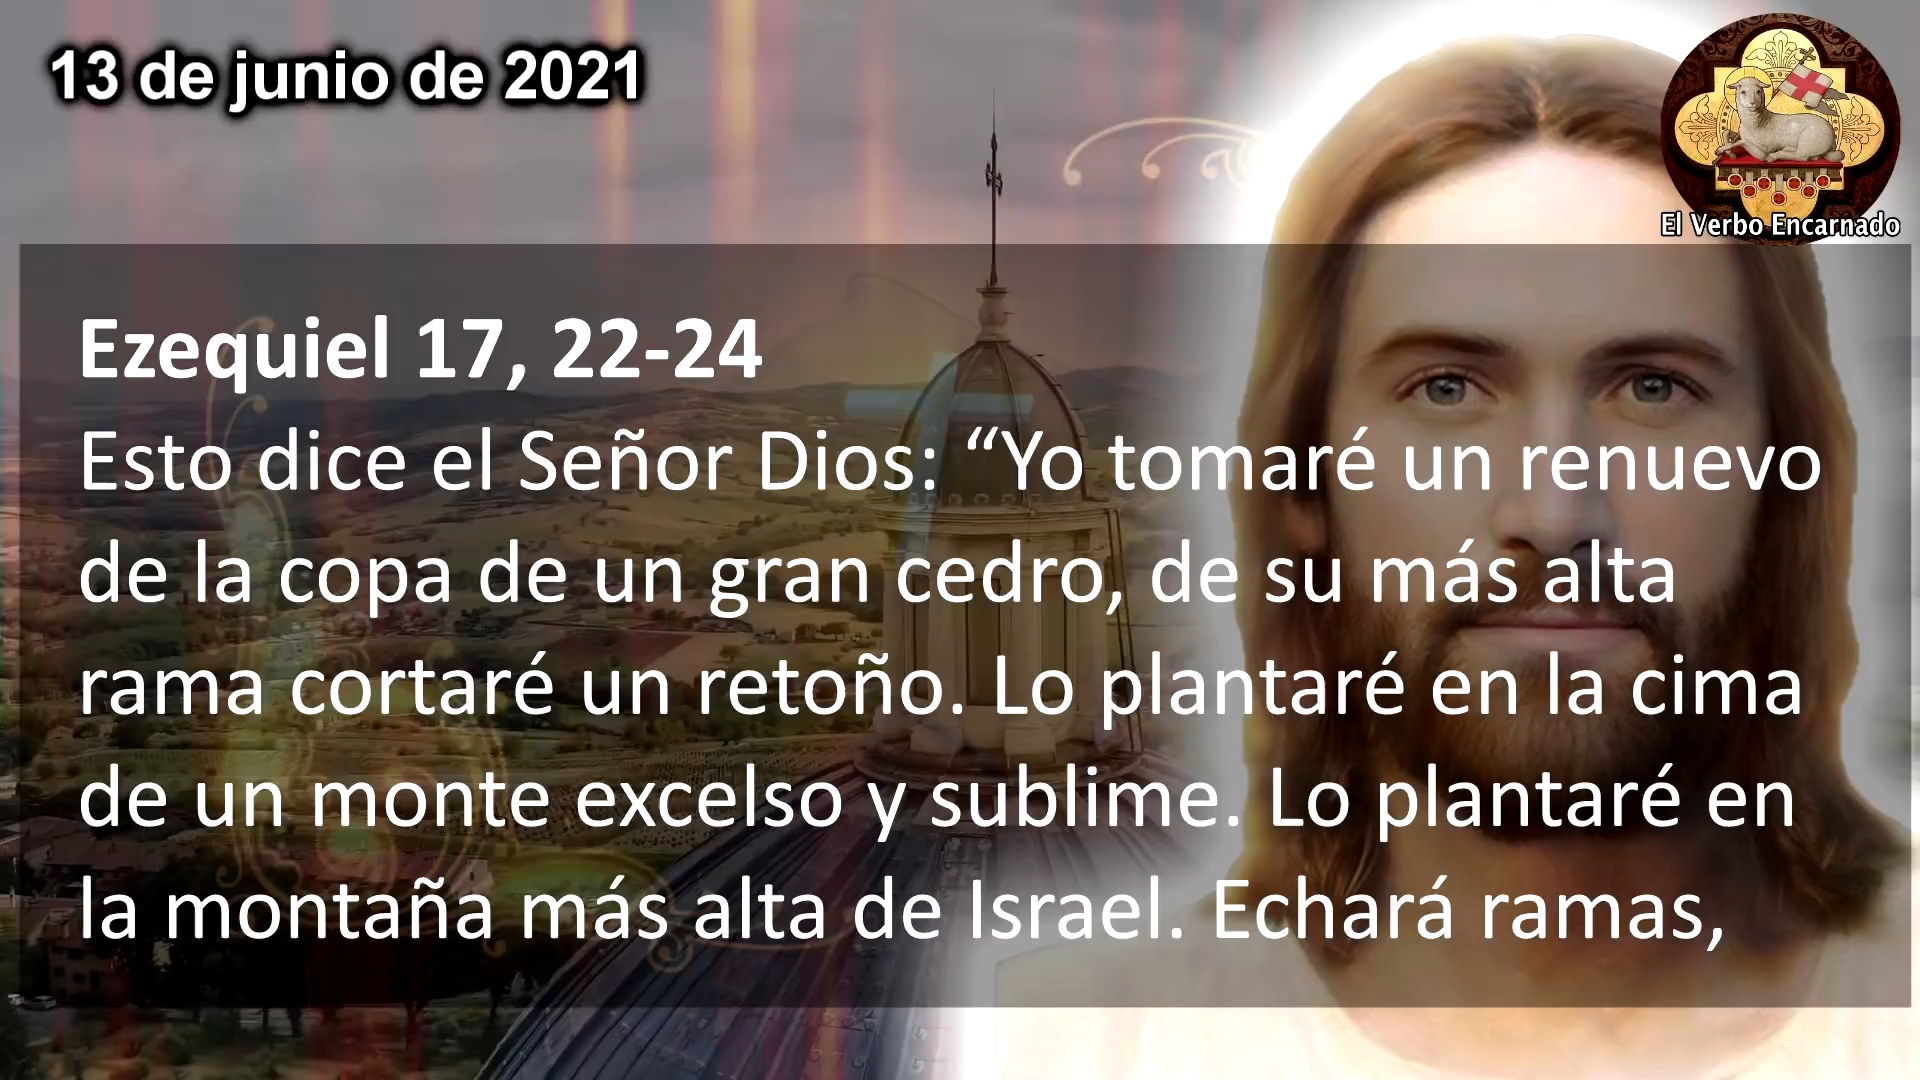 13 de junio de 2021
El Verbo Encarnado
Ezequiel 17, 22-24
Esto dice el Señor Dios: “Yo tomaré un renuevo
de la copa de un gran cedro, de su más alta
rama cortaré un retoño. Lo plantaré en la cima
de un monte excelso y sublime. Lo plantaré en
la montaña más alta de Israel. Echará ramas,